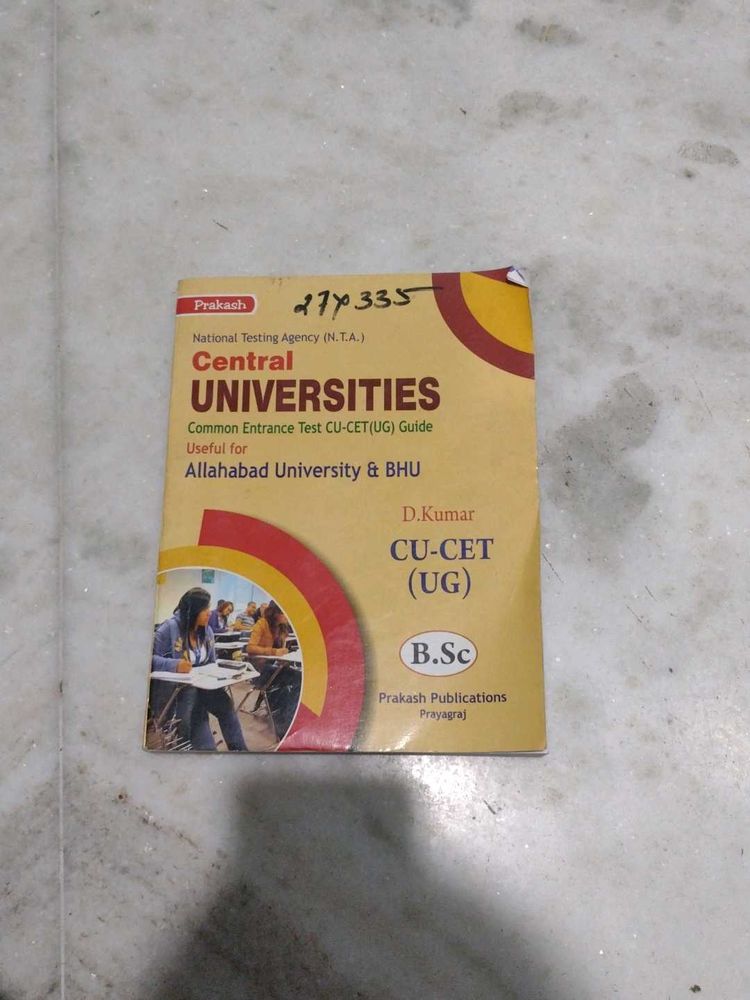 Prakash
27x335
National Testing Agency (N.T.A.)
Central
UNIVERSITIES
Common Entrance Test CU-CET(UG) Guide
Useful for
Allahabad University & BHU
D.Kumar
CU-CET
(UG)
B.Sc
Prakash Publications
Prayagraj